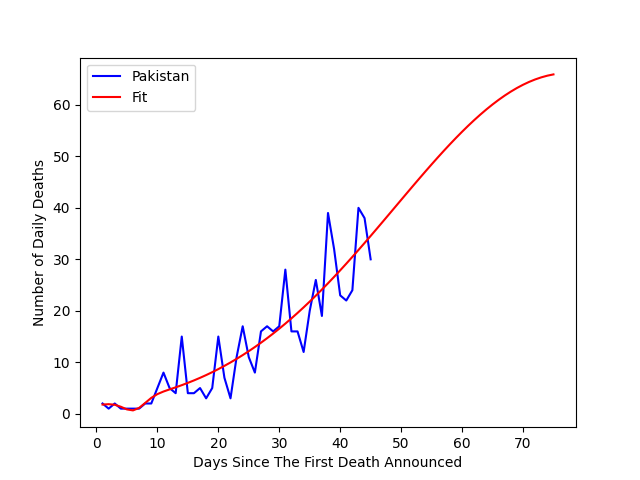 Pakistan
Fit
Number of Daily Deaths
60
50
40
30
20
10
0
0 10 20 30 40 50 60 70
Days Since The First Death Announced